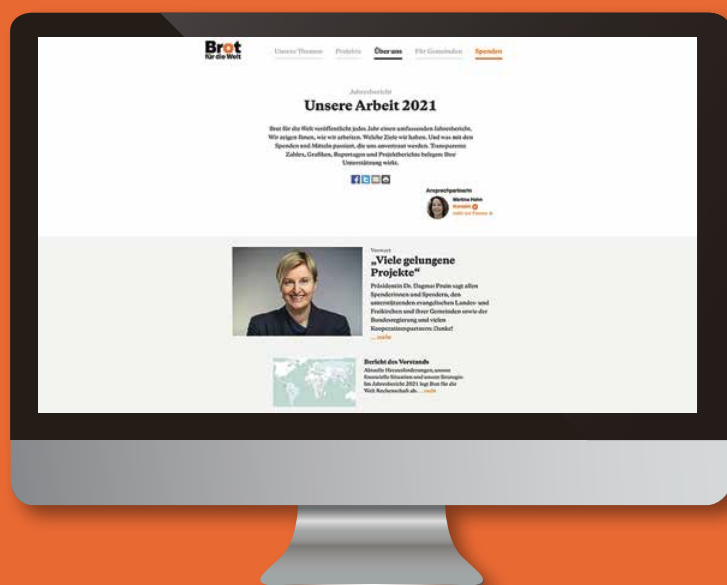 Brot
für die Welt
Unsere Themen
Projekte
Über uns
Für Gemeinden
Spenden
Jahresbericht
Unsere Arbeit 2021
Brot für die Welt veröffentlicht jedes Jahr einen umfassenden Jahresbericht.
Wir zeigen Ihnen, wie wir arbeiten. Welche Ziele wir haben. Und was mit den
Spenden und Mitteln passiert, die uns anvertraut werden. Transparente
Zahlen, Grafiken, Reportagen und Projektberichte belegen: Ihre
Unterstützung wirkt.
Ansprechpartnerin
Martina Hahn
Kontakt
mehr zur Person
Vorwort
„Viele gelungene
Projekte“
Präsidentin Dr. Dagmar Pruin sagt allen
Spenderinnen und Spendern, den
unterstützenden evangelischen Landes- und
Freikirchen und ihrer Gemeinden sowie der
Bundesregierung und vielen
Kooperationspartnern: Danke!
... mehr
Bericht des Vorstands
Aktuelle Herausforderungen, unsere
finanzielle Situation und unsere Strategie:
Im Jahresbericht 2021 legt Brot für die
Welt Rechenschaft ab. ... mehr